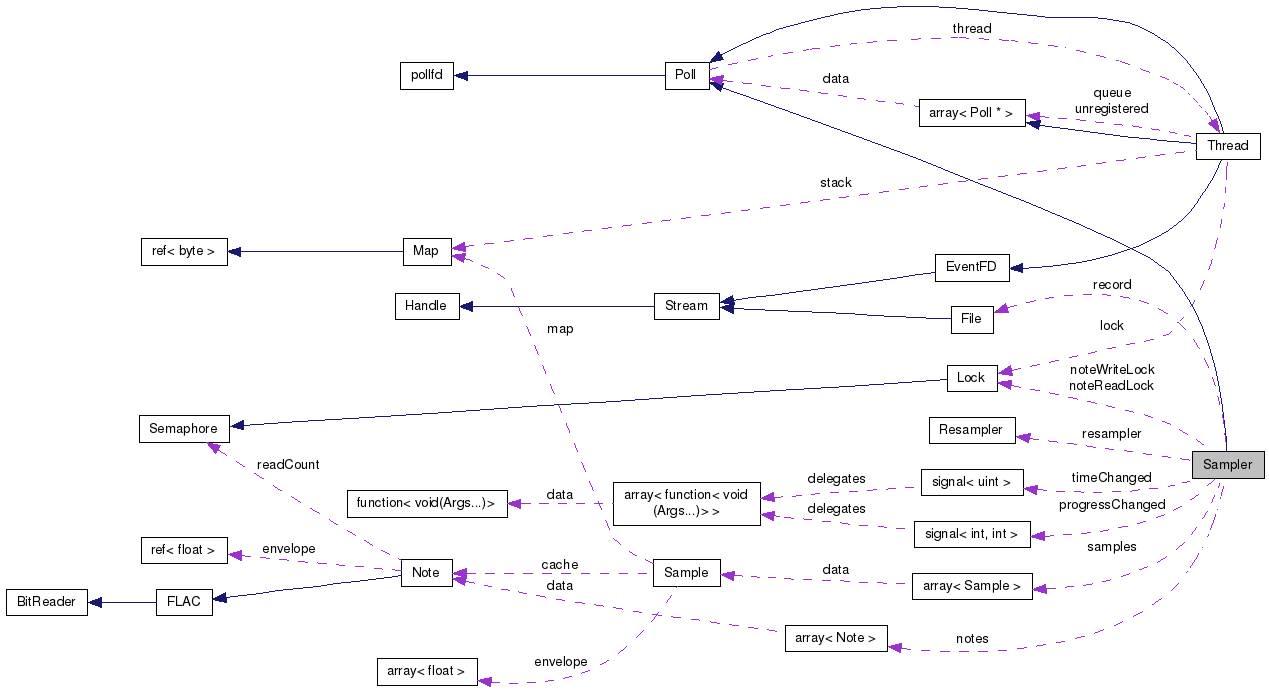 thread
pollfd
Poll
data
queue
unregistered
array< Poll * >
Thread
stack
ref< byte >
Map
EventFD
record
Handle
Stream
File
map
lock
Lock
noteWriteLock
noteReadLock
Semaphore
Resampler
resampler
Sampler
readCount
delegates
signal< uint >
timeChanged
function< void(Args...)>
data
array< function< void
(Args...)> >
delegates
progressChanged
signal< int, int >
ref< float >
envelope
samples
Note
cache
Sample
data
array< Sample >
BitReader
FLAC
data
array< Note >
notes
array< float >
envelope